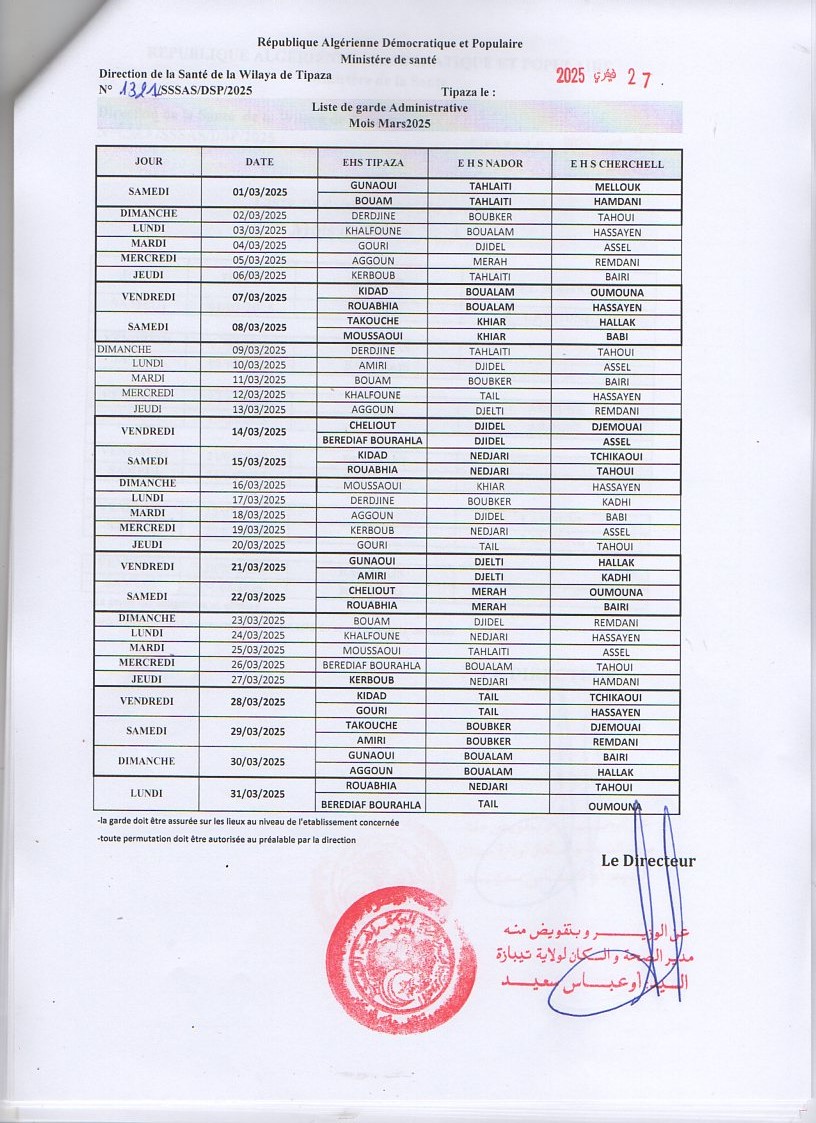 République Algérienne Démocratique et Populaire
Ministére de santé
Direction de la Santé de la Wilaya de Tipaza
2025 فيفري 27
N° 1321/SSSAS/DSP/2025 Tipaza le :
Liste de garde Administrative
Mois Mars2025
JOUR DATE EHS TIPAZA E H S NADOR E H S CHERCHELL
SAMEDI 01/03/2025 GUNAOUI TAHLAITI MELLOUK
BOUAM TAHLAITI HAMDANI
DIMANCHE 02/03/2025 DERDJINE BOUBKER TAHOUI
LUNDI 03/03/2025 KHALFOUNE BOUALAM HASSAYEN
MARDI 04/03/2025 GOURI DJIDEL ASSEL
MERCREDI 05/03/2025 AGGOUN MERAH REMDANI
JEUDI 06/03/2025 KERBOUB TAHLAITI BAIRI
VENDREDI 07/03/2025 KIDAD BOUALAM OUMOUNA
ROUABHIA BOUALAM HASSAYEN
SAMEDI 08/03/2025 TAKOUCHE KHIAR HALLAK
MOUSSAOUI KHIAR BABI
DIMANCHE 09/03/2025 DERDJINE TAHLAITI TAHOUI
LUNDI 10/03/2025 AMIRI DJIDEL ASSEL
MARDI 11/03/2025 BOUAM BOUBKER BAIRI
MERCREDI 12/03/2025 KHALFOUNE TAIL HASSAYEN
JEUDI 13/03/2025 AGGOUN DJELTI REMDANI
VENDREDI 14/03/2025 CHELIOUT DJIDEL DJEMOUAI
BEREDIAF BOURAHLA DJIDEL ASSEL
SAMEDI 15/03/2025 KIDAD NEDJARI TCHIKAOUI
ROUABHIA NEDJARI TAHOUI
DIMANCHE 16/03/2025 MOUSSAOUI KHIAR HASSAYEN
LUNDI 17/03/2025 DERDJINE BOUBKER KADHI
MARDI 18/03/2025 AGGOUN DJIDEL BABI
MERCREDI 19/03/2025 KERBOUB NEDJARI ASSEL
JEUDI 20/03/2025 GOURI TAIL TAHOUI
VENDREDI 21/03/2025 GUNAOUI DJELTI HALLAK
AMIRI DJELTI KADHI
SAMEDI 22/03/2025 CHELIOUT MERAH OUMOUNA
ROUABHIA MERAH BAIRI
DIMANCHE 23/03/2025 BOUAM DJIDEL REMDANI
LUNDI 24/03/2025 KHALFOUNE NEDJARI HASSAYEN
MARDI 25/03/2025 MOUSSAOUI TAHLAITI ASSEL
MERCREDI 26/03/2025 BEREDIAF BOURAHLA BOUALAM TAHOUI
JEUDI 27/03/2025 KERBOUB NEDJARI HAMDANI
VENDREDI 28/03/2025 KIDAD TAIL TCHIKAOUI
GOURI TAIL HASSAYEN
SAMEDI 29/03/2025 TAKOUCHE BOUBKER DJEMOUAI
AMIRI BOUBKER REMDANI
DIMANCHE 30/03/2025 GUNAOUI BOUALAM BAIRI
AGGOUN BOUALAM HALLAK
LUNDI 31/03/2025 ROUABHIA NEDJARI TAHOUI
BEREDIAF BOURAHLA TAIL OUMOUNA
-la garde doit être assurée sur les lieux au niveau de l'etablissement concernée
-toute permutation doit être autorisée au préalable par la direction
Le Directeur
عن الوزيـــر و بتفويض منه
مدير الصحة و السكان لولاية تيبازة
السيد أوعباس سعيد